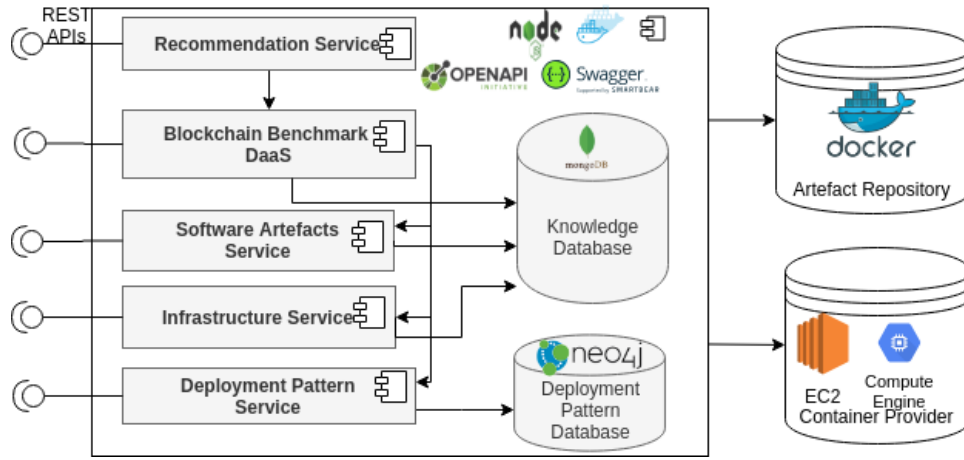 REST
APIs
Recommendation Service
node
JS
OPENAPI
INITIATIVE
Swagger
Supported by SMARTBEAR
Blockchain Benchmark
DaaS
Software Artefacts
Service
Infrastructure Service
Deployment Pattern
Service
mongoDB
Knowledge
Database
neo4j
Deployment
Pattern
Database
docker
Artefact Repository
EC2
Compute
Engine
Container Provider